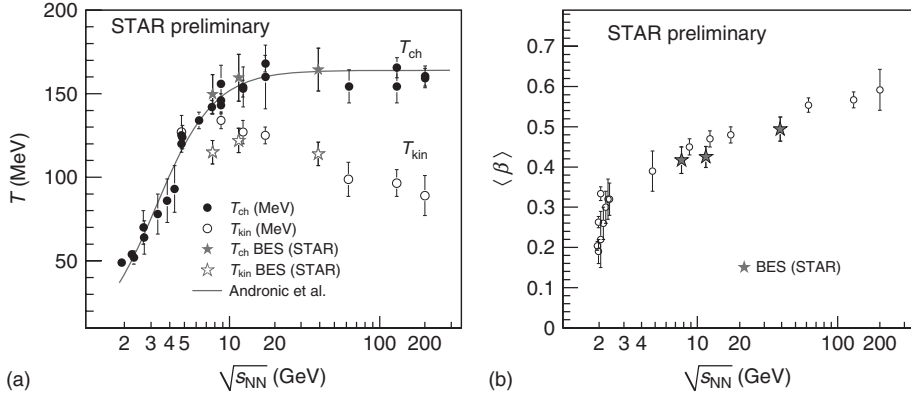 STAR preliminary
T_ch
T_kin
T (MeV)
200
150
100
50
T_ch (MeV)
T_kin (MeV)
T_ch BES (STAR)
T_kin BES (STAR)
Andronic et al.
2 3 4 5 10 20 100 200
√s_NN (GeV)
(a)
STAR preliminary
⟨β⟩
0.7
0.6
0.5
0.4
0.3
0.2
0.1
0
BES (STAR)
1 2 3 4 10 20 100 200
√s_NN (GeV)
(b)